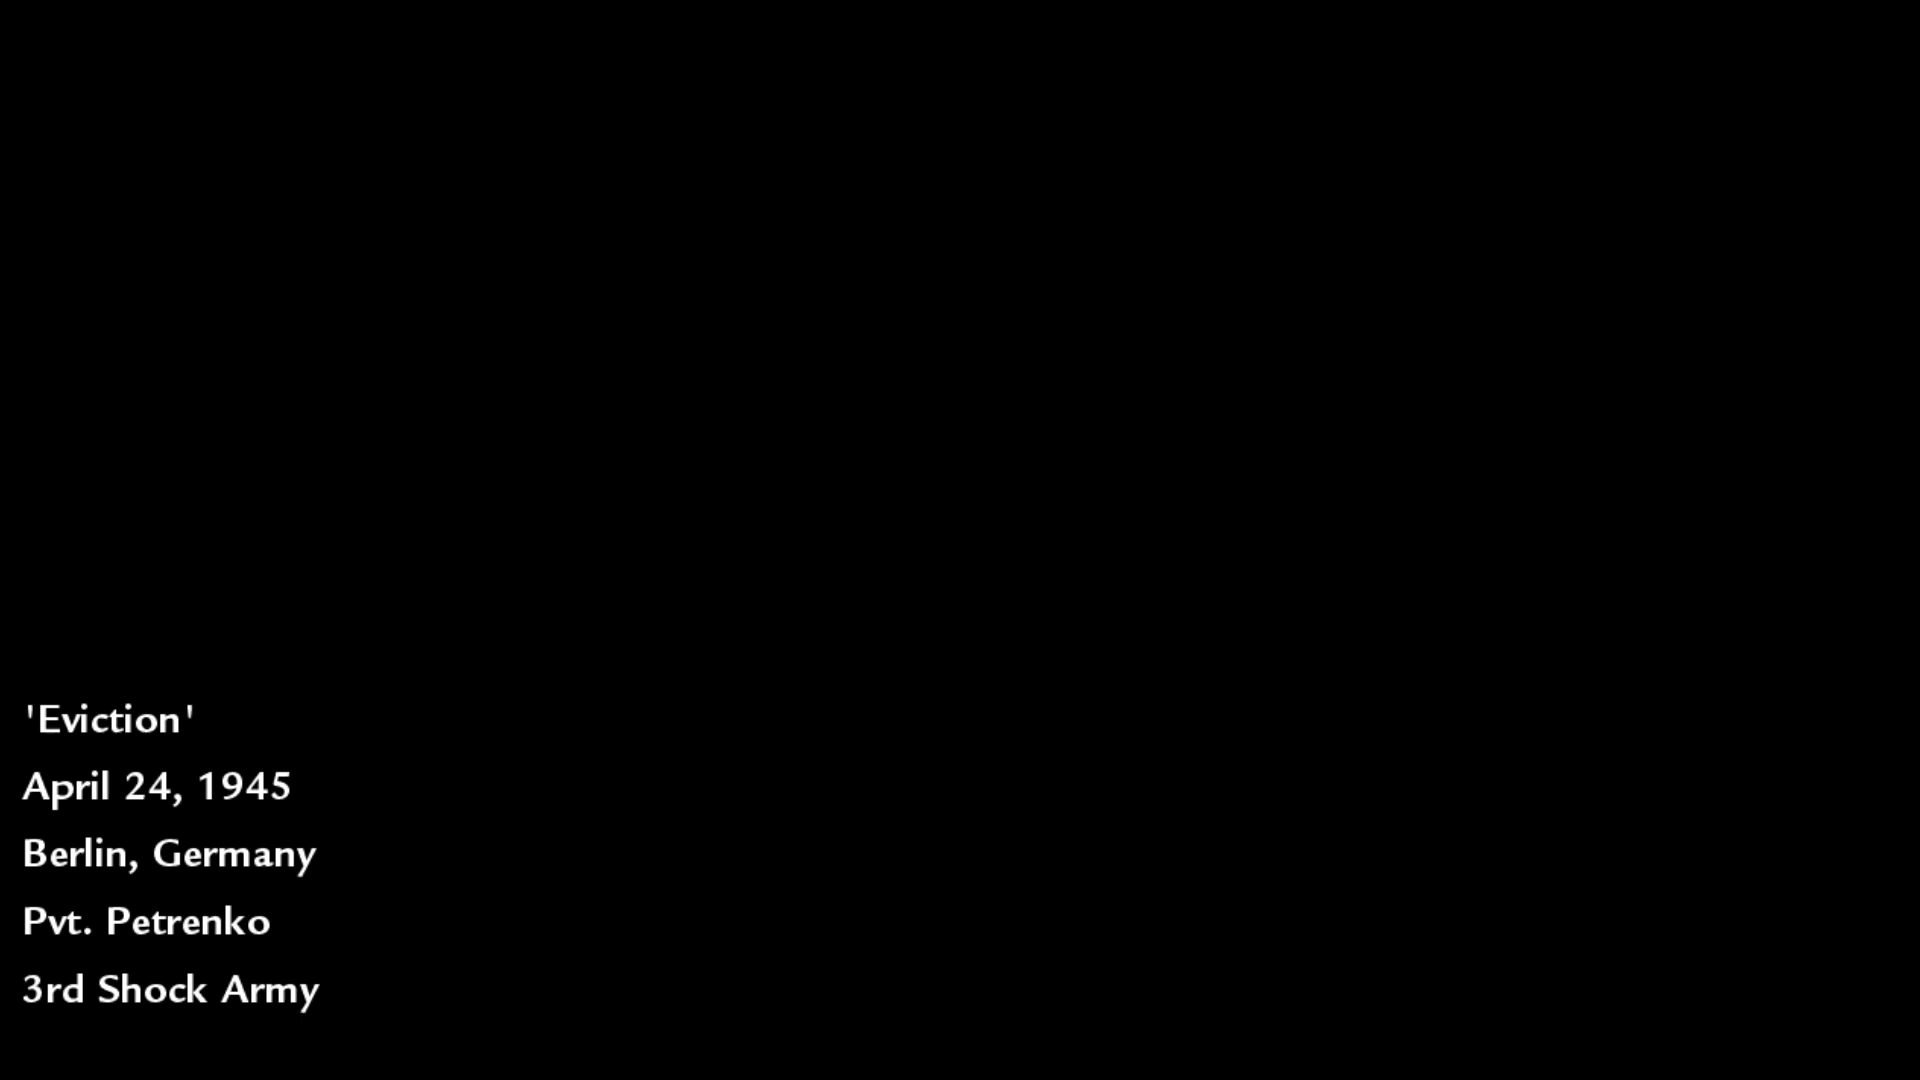 'Eviction'
April 24, 1945
Berlin, Germany
Pvt. Petrenko
3rd Shock Army